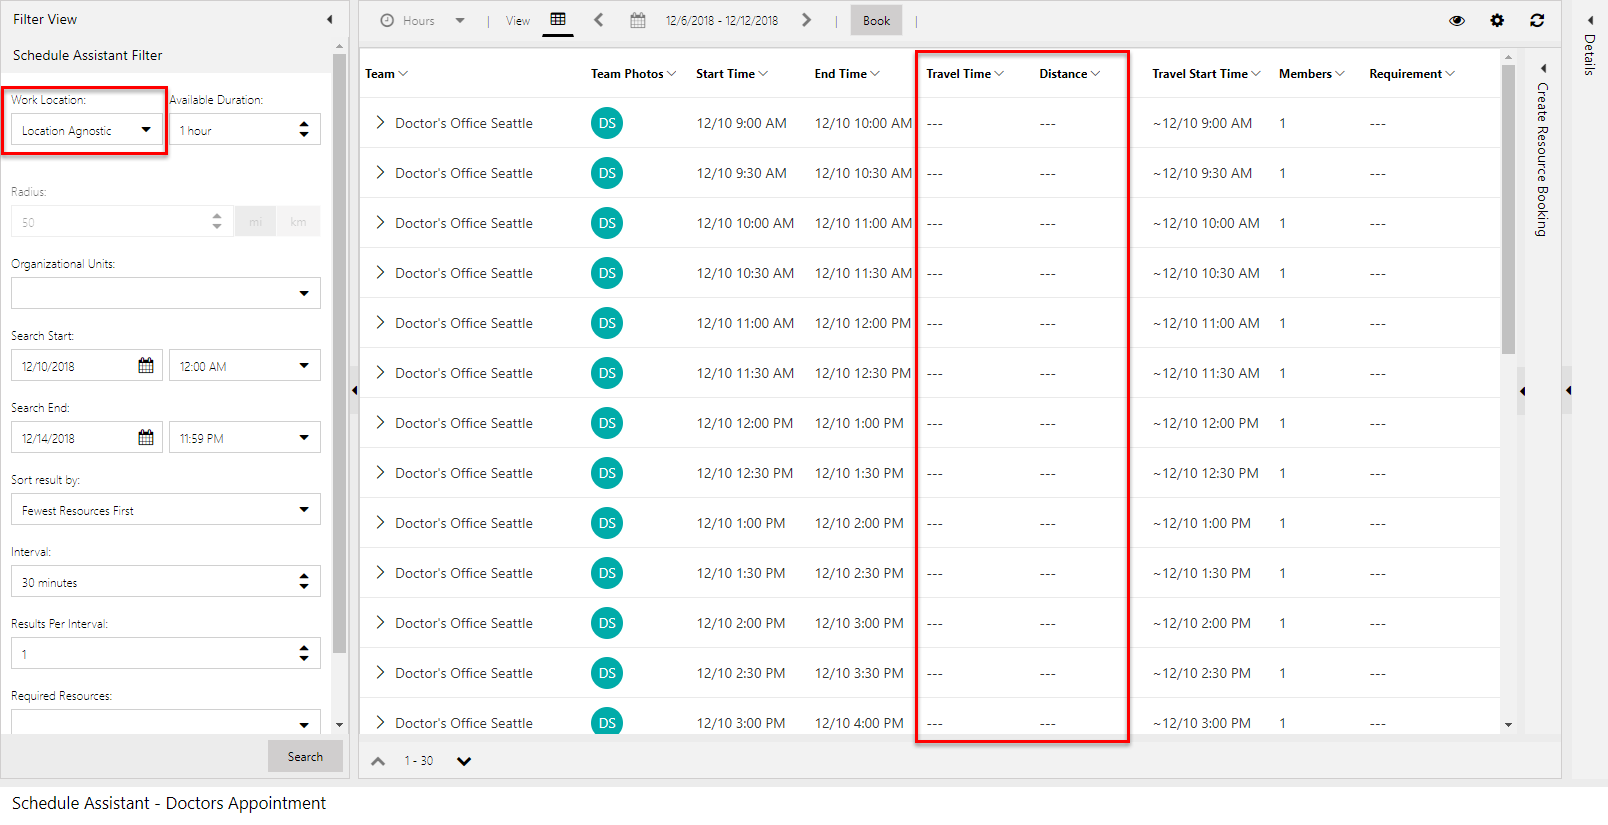 Filter View
Schedule Assistant Filter
Work Location:
Location Agnostic
Available Duration:
1 hour
Radius:
50 mi km
Organizational Units:
Search Start:
12/10/2018 12:00 AM
Search End:
12/14/2018 11:59 PM
Sort result by:
Fewest Resources First
Interval:
30 minutes
Results Per Interval:
1
Required Resources:
Search
Hours | View 12/6/2018 - 12/12/2018 | Book |
Team Team Photos Start Time End Time Travel Time Distance Travel Start Time Members Requirement
Doctor's Office Seattle DS 12/10 9:00 AM 12/10 10:00 AM --- --- ~12/10 9:00 AM 1 ---
Doctor's Office Seattle DS 12/10 9:30 AM 12/10 10:30 AM --- --- ~12/10 9:30 AM 1 ---
Doctor's Office Seattle DS 12/10 10:00 AM 12/10 11:00 AM --- --- ~12/10 10:00 AM 1 ---
Doctor's Office Seattle DS 12/10 10:30 AM 12/10 11:30 AM --- --- ~12/10 10:30 AM 1 ---
Doctor's Office Seattle DS 12/10 11:00 AM 12/10 12:00 PM --- --- ~12/10 11:00 AM 1 ---
Doctor's Office Seattle DS 12/10 11:30 AM 12/10 12:30 PM --- --- ~12/10 11:30 AM 1 ---
Doctor's Office Seattle DS 12/10 12:00 PM 12/10 1:00 PM --- --- ~12/10 12:00 PM 1 ---
Doctor's Office Seattle DS 12/10 12:30 PM 12/10 1:30 PM --- --- ~12/10 12:30 PM 1 ---
Doctor's Office Seattle DS 12/10 1:00 PM 12/10 2:00 PM --- --- ~12/10 1:00 PM 1 ---
Doctor's Office Seattle DS 12/10 1:30 PM 12/10 2:30 PM --- --- ~12/10 1:30 PM 1 ---
Doctor's Office Seattle DS 12/10 2:00 PM 12/10 3:00 PM --- --- ~12/10 2:00 PM 1 ---
Doctor's Office Seattle DS 12/10 2:30 PM 12/10 3:30 PM --- --- ~12/10 2:30 PM 1 ---
Doctor's Office Seattle DS 12/10 3:00 PM 12/10 4:00 PM --- --- ~12/10 3:00 PM 1 ---
1 - 30
Create Resource Booking
Details
Schedule Assistant - Doctors Appointment